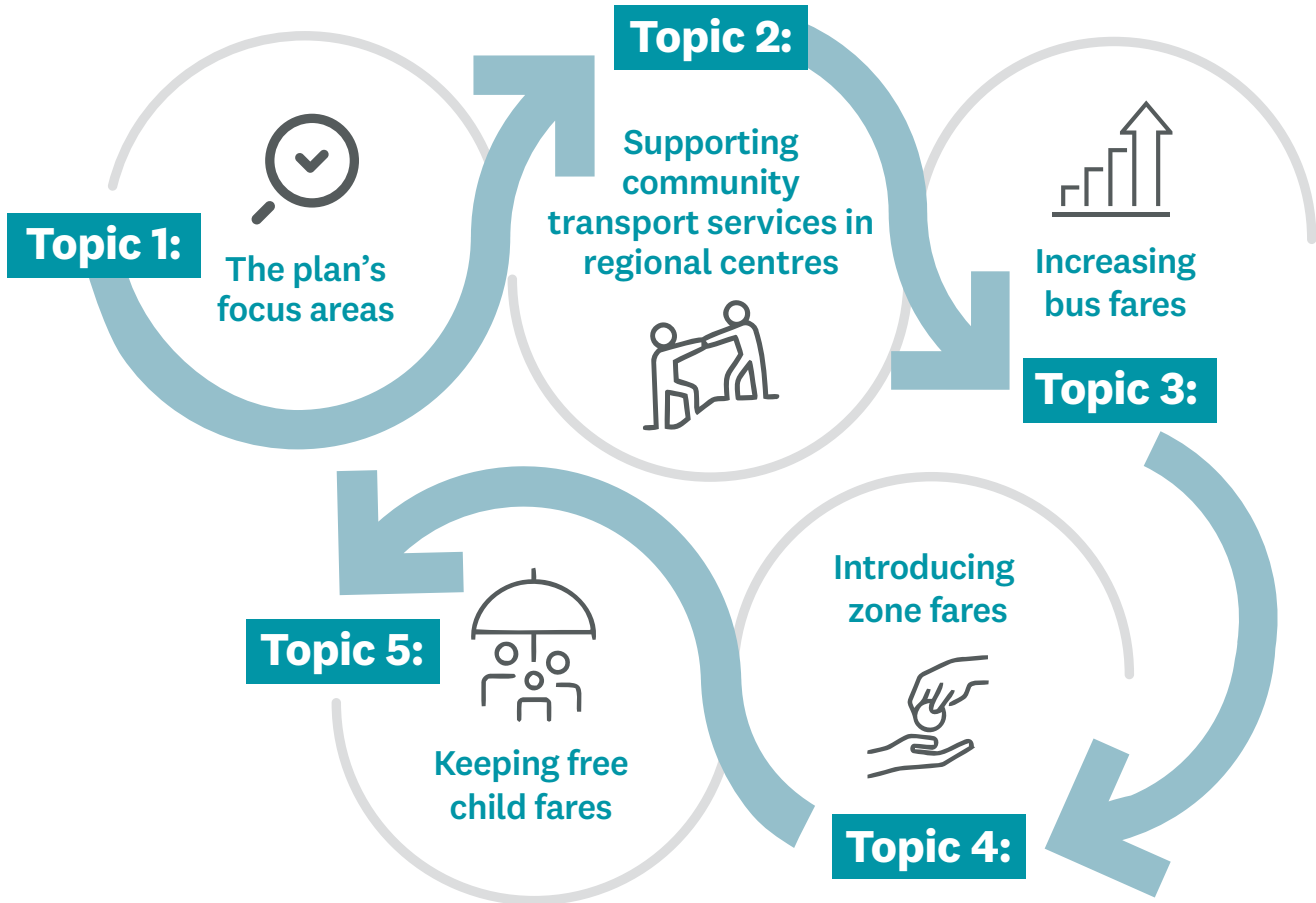 Topic 1:
The plan’s
focus areas
Topic 2:
Supporting
community
transport services in
regional centres
Increasing
bus fares
Topic 3:
Introducing
zone fares
Topic 4:
Topic 5:
Keeping free
child fares